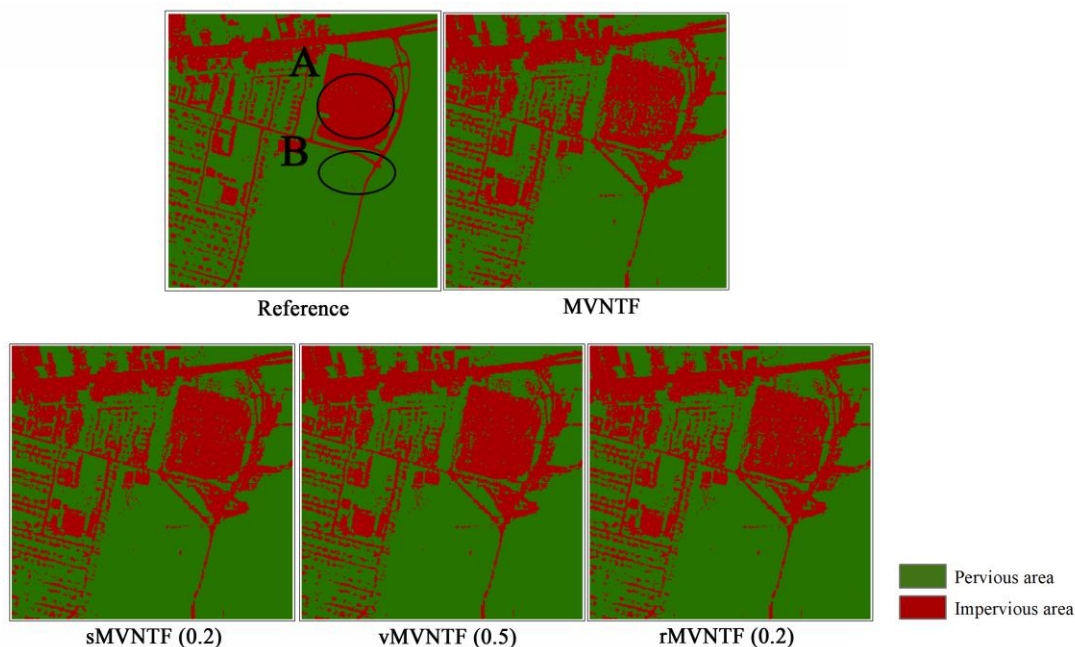 A
B
Reference
MVNTF
sMVNTF (0.2)
vMVNTF (0.5)
rMVNTF (0.2)
Pervious area
Impervious area